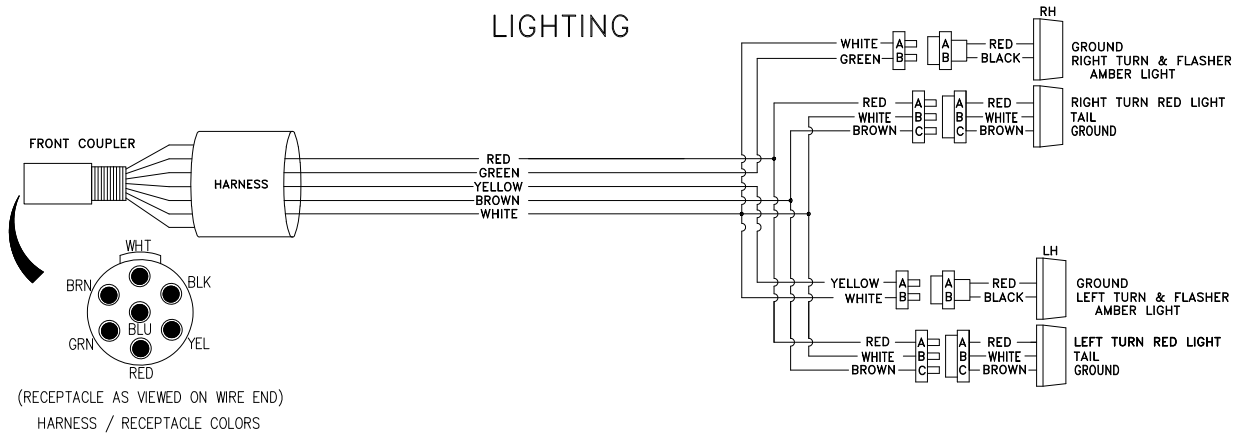 LIGHTING
RH
WHITE A A RED GROUND
GREEN B B BLACK RIGHT TURN & FLASHER
AMBER LIGHT
RED A A RED RIGHT TURN RED LIGHT
WHITE B B WHITE TAIL
BROWN C C BROWN GROUND
FRONT COUPLER
HARNESS
RED
GREEN
YELLOW
BROWN
WHITE
WHT
BRN
BLK
BLU
GRN
YEL
RED
(RECEPTACLE AS VIEWED ON WIRE END)
HARNESS / RECEPTACLE COLORS
LH
YELLOW A A RED GROUND
WHITE B B BLACK LEFT TURN & FLASHER
AMBER LIGHT
RED A A RED LEFT TURN RED LIGHT
WHITE B B WHITE TAIL
BROWN C C BROWN GROUND